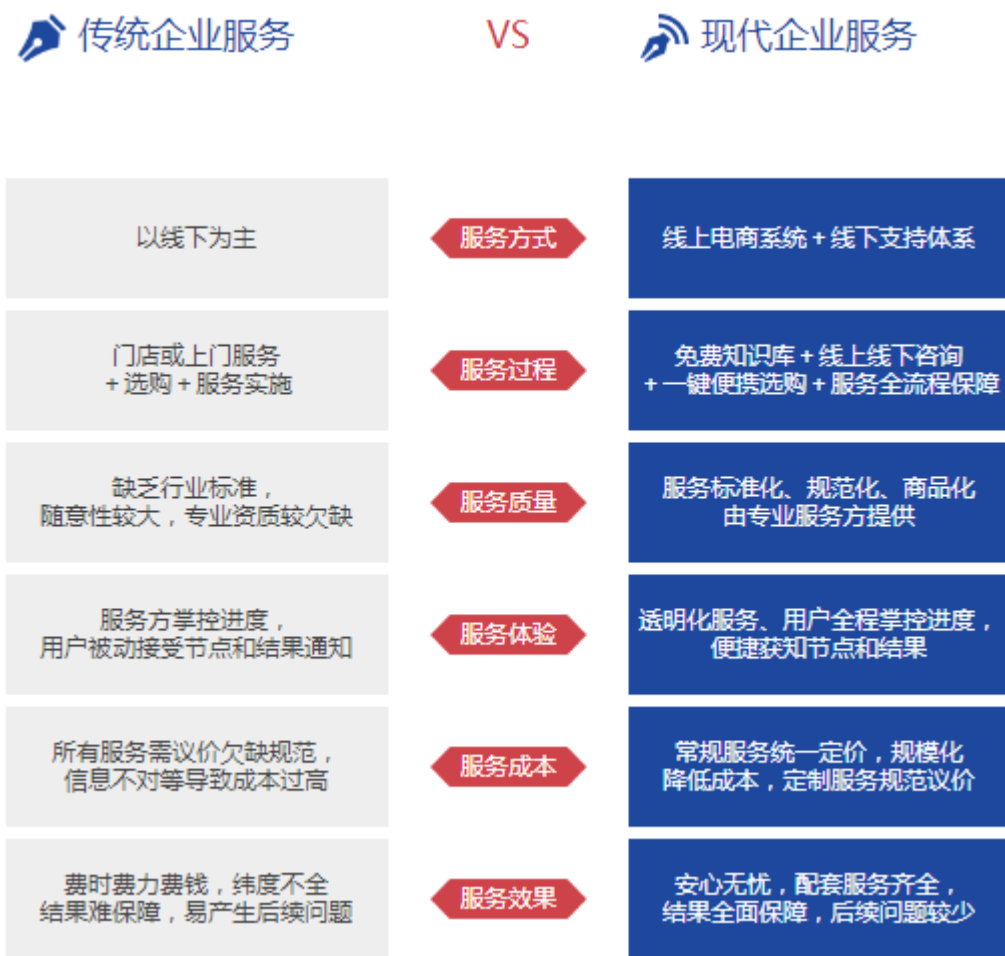 传统企业服务
VS
现代企业服务
以线下为主
服务方式
线上电商系统+线下支持体系
门店或上门服务
+选购+服务实施
服务过程
免费知识库+线上线下咨询
+一键便携选购+服务全流程保障
缺乏行业标准，
随意性较大，专业资质较欠缺
服务质量
服务标准化、规范化、商品化
由专业服务方提供
服务方掌控进度，
用户被动接受节点和结果通知
服务体验
透明化服务、用户全程掌控进度，
便捷获知节点和结果
所有服务需议价欠缺规范，
信息不对等导致成本过高
服务成本
常规服务统一定价，规模化
降低成本，定制服务规范议价
费时费力费钱，纬度不全
结果难保障，易产生后续问题
服务效果
安心无忧，配套服务齐全，
结果全面保障，后续问题较少